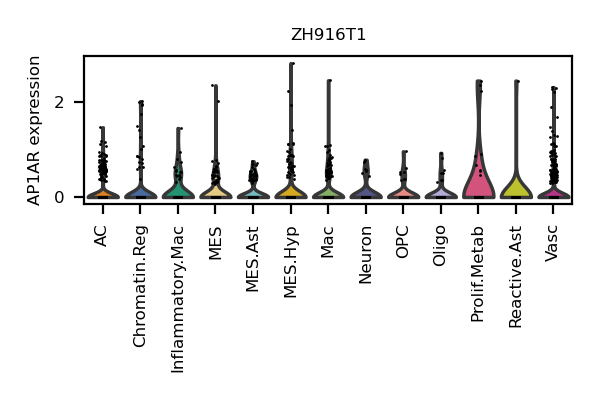 ZH916T1
AP1AR expression
2
0
AC
Chromatin.Reg
Inflammatory.Mac
MES
MES.Ast
MES.Hyp
Mac
Neuron
OPC
Oligo
Prolif.Metab
Reactive.Ast
Vasc